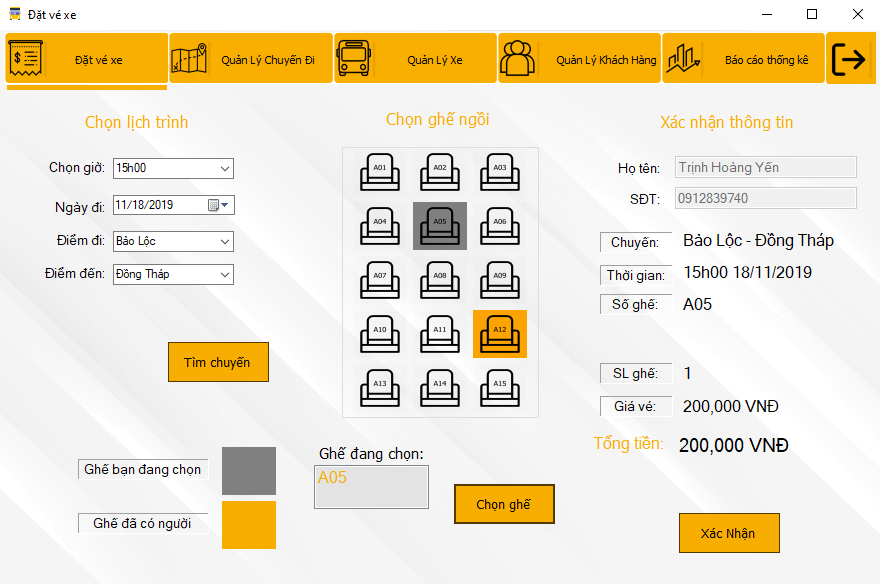 Đặt vé xe
Đặt vé xe
Quản Lý Chuyến Đi
Quản Lý Xe
Quản Lý Khách Hàng
Báo cáo thống kê
Chọn lịch trình
Chọn giờ: 15h00
Ngày đi: 11/18/2019
Điểm đi: Bảo Lộc
Điểm đến: Đồng Tháp
Tìm chuyến
Ghế bạn đang chọn
Ghế đã có người
Chọn ghế ngồi
A01 A02 A03
A04 A05 A06
A07 A08 A09
A10 A11 A12
A13 A14 A15
Ghế đang chọn:
A05
Chọn ghế
Xác nhận thông tin
Họ tên: Trịnh Hoàng Yến
SĐT: 0912839740
Chuyến: Bảo Lộc - Đồng Tháp
Thời gian: 15h00 18/11/2019
Số ghế: A05
SL ghế: 1
Giá vé: 200,000 VNĐ
Tổng tiền: 200,000 VNĐ
Xác Nhận